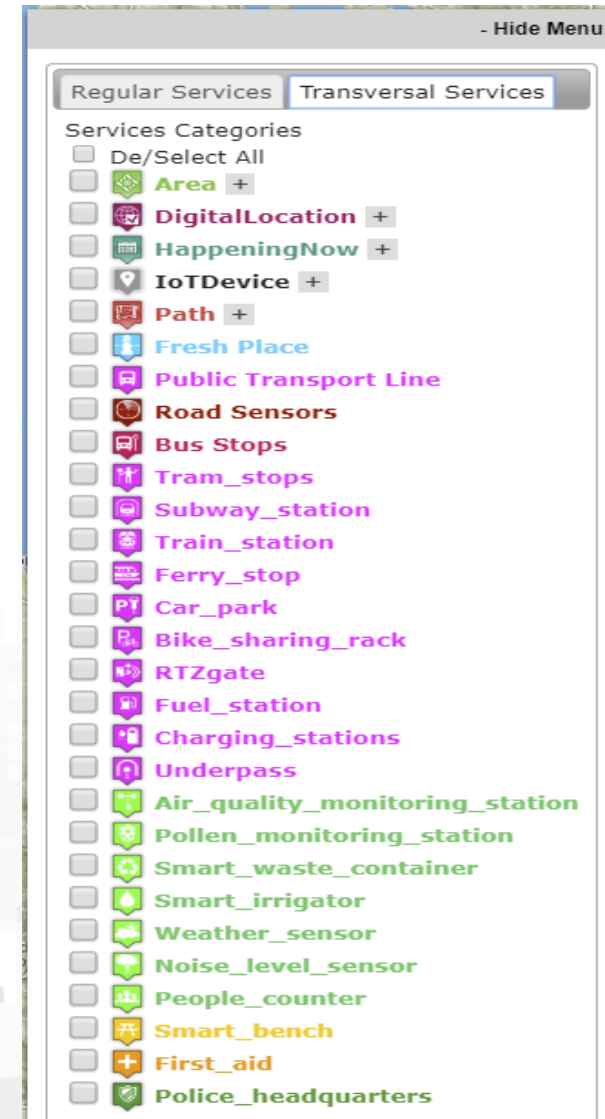 - Hide Menu
Regular Services Transversal Services
Services Categories
De/Select All
Area +
DigitalLocation +
HappeningNow +
IoTDevice +
Path +
Fresh Place
Public Transport Line
Road Sensors
Bus Stops
Tram_stops
Subway_station
Train_station
Ferry_stop
Car_park
Bike_sharing_rack
RTZgate
Fuel_station
Charging_stations
Underpass
Air_quality_monitoring_station
Pollen_monitoring_station
Smart_waste_container
Smart_irrigator
Weather_sensor
Noise_level_sensor
People_counter
Smart_bench
First_aid
Police_headquarters